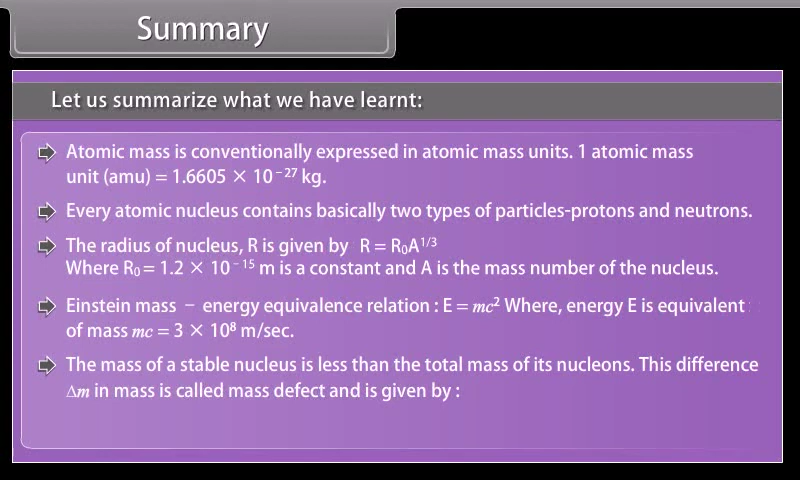 Summary
Let us summarize what we have learnt:
Atomic mass is conventionally expressed in atomic mass units. 1 atomic mass
unit (amu) = 1.6605 × 10⁻²⁷ kg.
Every atomic nucleus contains basically two types of particles-protons and neutrons.
The radius of nucleus, R is given by R = R₀A¹ᐟ³
Where R₀ = 1.2 × 10⁻¹⁵ m is a constant and A is the mass number of the nucleus.
Einstein mass − energy equivalence relation : E = mc² Where, energy E is equivalent
of mass mc = 3 × 10⁸ m/sec.
The mass of a stable nucleus is less than the total mass of its nucleons. This difference
Δm in mass is called mass defect and is given by :